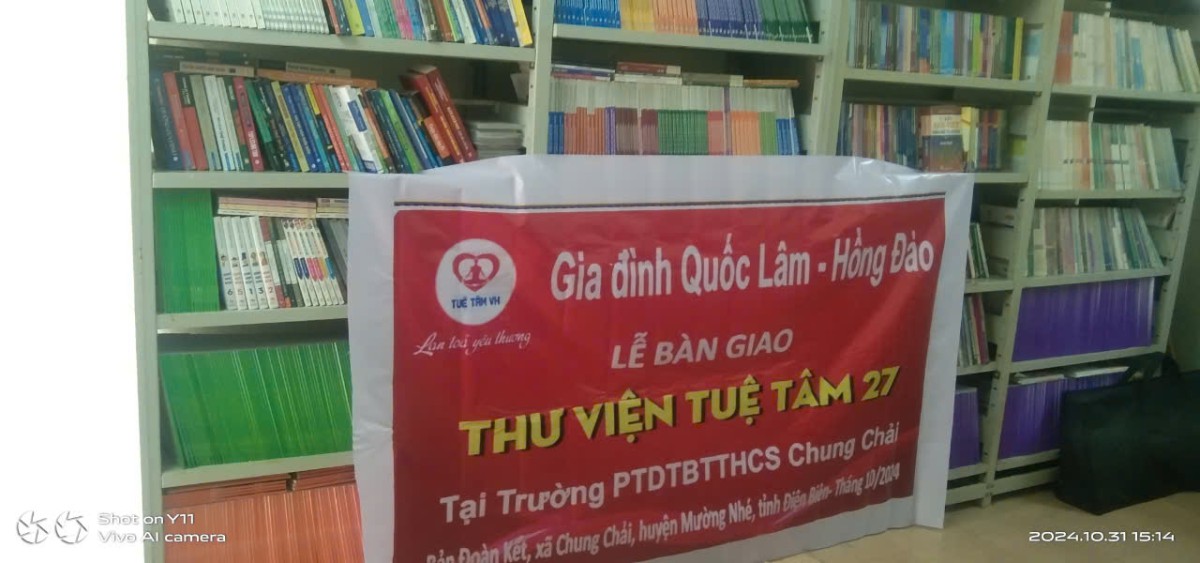 Gia đình Quốc Lâm - Hồng Đào
TUỆ TÂM VH
Lan toả yêu thương
LỄ BÀN GIAO
THƯ VIỆN TUỆ TÂM 27
Tại Trường PTDTBTTHCS Chung Chải
Bản Đoàn Kết, xã Chung Chải, huyện Mường Nhé, tỉnh Điện Biên- Tháng 10/2024
Shot on Y11
Vivo AI camera
2024.10.31 15:14